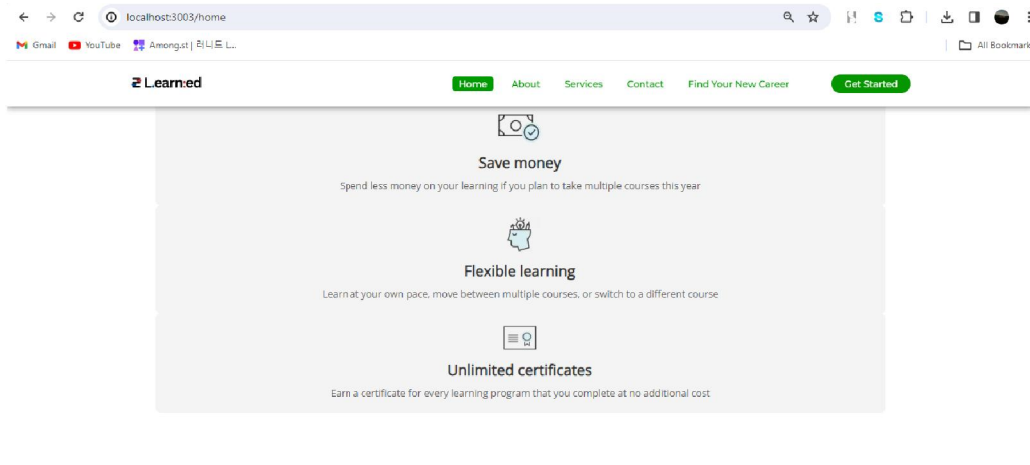 localhost:3003/home
Gmail YouTube Among.st | 러니드 L... All Bookmark
Learn:ed Home About Services Contact Find Your New Career Get Started
Save money
Spend less money on your learning if you plan to take multiple courses this year
Flexible learning
Learn at your own pace, move between multiple courses, or switch to a different course
Unlimited certificates
Earn a certificate for every learning program that you complete at no additional cost